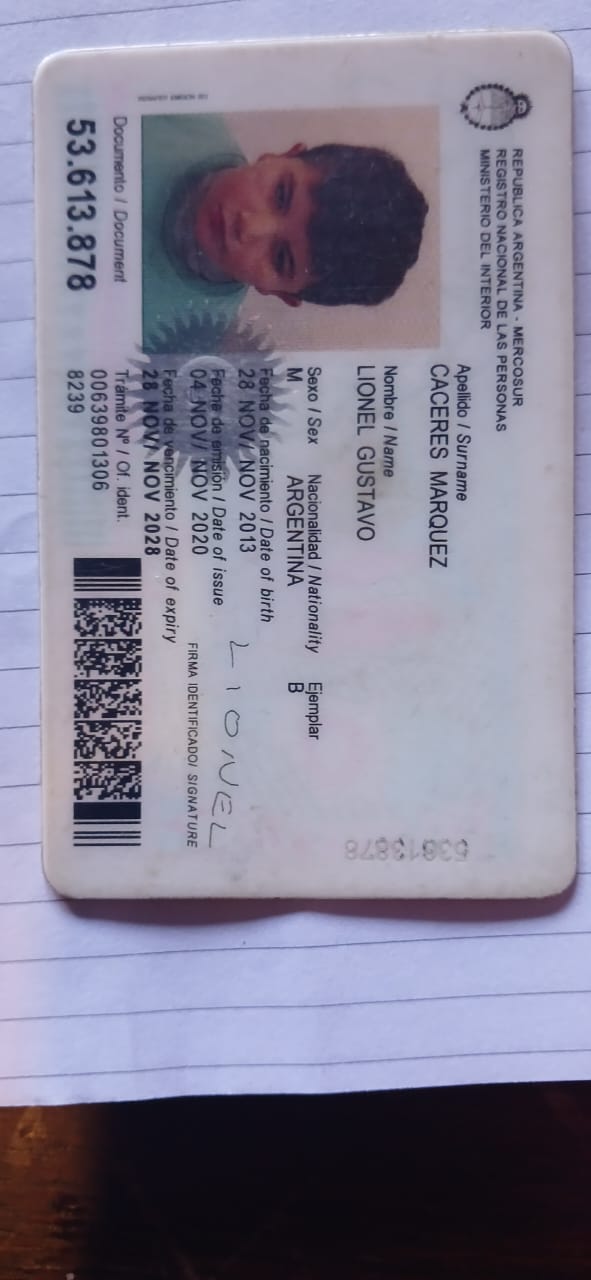 REPUBLICA ARGENTINA - MERCOSUR
REGISTRO NACIONAL DE LAS PERSONAS
MINISTERIO DEL INTERIOR
Apellido / Surname
CACERES MARQUEZ
Nombre / Name
LIONEL GUSTAVO
Sexo / Sex Nacionalidad / Nationality Ejemplar
M ARGENTINA B
Fecha de nacimiento / Date of birth
28 NOV/ NOV 2013
Fecha de emisión / Date of issue
04 NOV/ NOV 2020
Fecha de vencimiento / Date of expiry
28 NOV/ NOV 2028
LIONEL
FIRMA IDENTIFICADO/ SIGNATURE
Documento / Document
53.613.878
Trámite Nº / Of. ident.
00639801306
8239
53613878